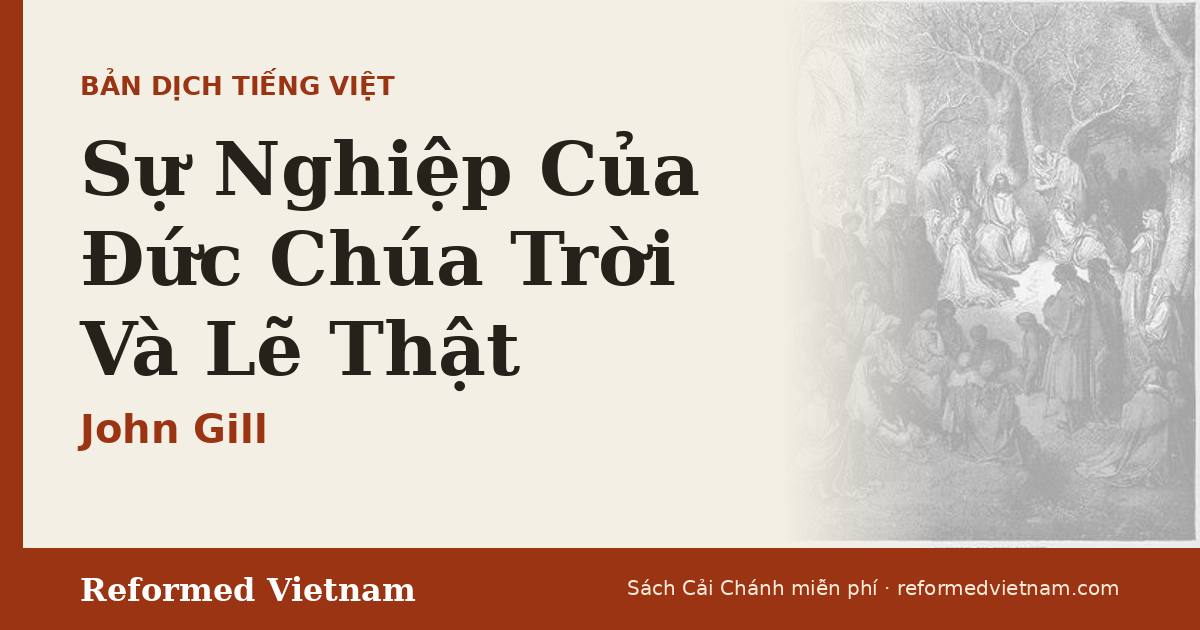 BẢN DỊCH TIẾNG VIỆT
Sự Nghiệp Của
Đức Chúa Trời
Và Lẽ Thật
John Gill
Reformed Vietnam
Sách Cải Chánh miễn phí · reformedvietnam.com